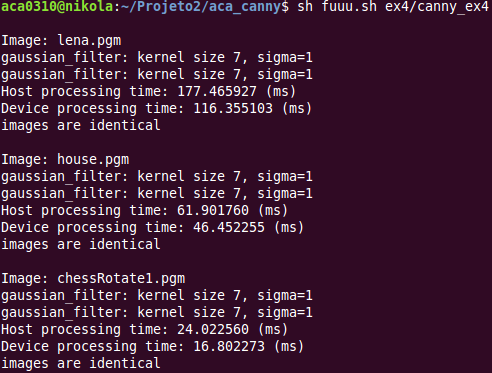 aca0310@nikola:~/Projeto2/aca_canny$ sh fuuu.sh ex4/canny_ex4
Image: lena.pgm
gaussian_filter: kernel size 7, sigma=1
gaussian_filter: kernel size 7, sigma=1
Host processing time: 177.465927 (ms)
Device processing time: 116.355103 (ms)
images are identical
Image: house.pgm
gaussian_filter: kernel size 7, sigma=1
gaussian_filter: kernel size 7, sigma=1
Host processing time: 61.901760 (ms)
Device processing time: 46.452255 (ms)
images are identical
Image: chessRotate1.pgm
gaussian_filter: kernel size 7, sigma=1
gaussian_filter: kernel size 7, sigma=1
Host processing time: 24.022560 (ms)
Device processing time: 16.802273 (ms)
images are identical